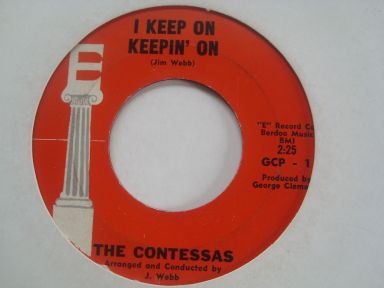 I KEEP ON
KEEPIN' ON
(Jim Webb)
E
"E" Record Co
Berdon Music
BMI
2:25
GCP - 1
Produced by
George Clem
THE CONTESSAS
Arranged and Conducted by
J. Webb